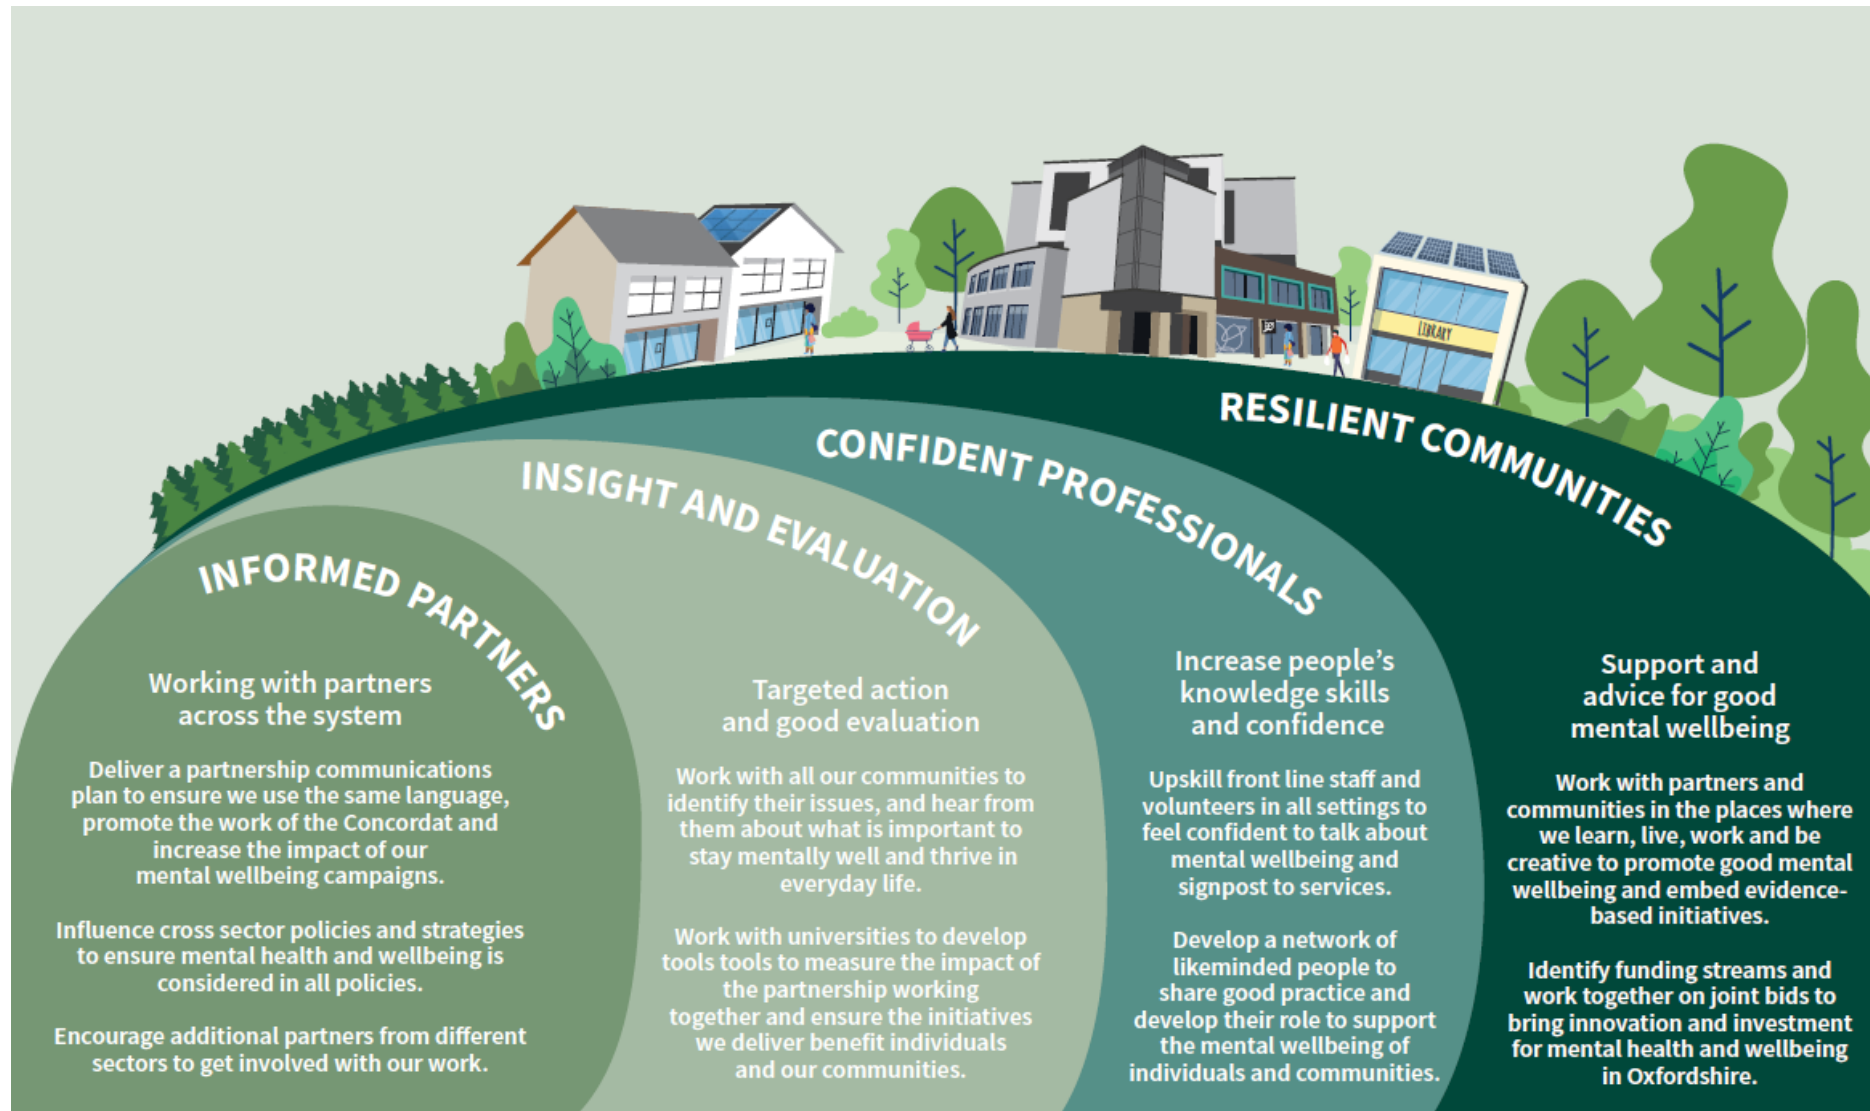 LIBRARY
INFORMED PARTNERS
Working with partners
across the system
Deliver a partnership communications
plan to ensure we use the same language,
promote the work of the Concordat and
increase the impact of our
mental wellbeing campaigns.
Influence cross sector policies and strategies
to ensure mental health and wellbeing is
considered in all policies.
Encourage additional partners from different
sectors to get involved with our work.
INSIGHT AND EVALUATION
Targeted action
and good evaluation
Work with all our communities to
identify their issues, and hear from
them about what is important to
stay mentally well and thrive in
everyday life.
Work with universities to develop
tools tools to measure the impact of
the partnership working
together and ensure the initiatives
we deliver benefit individuals
and our communities.
CONFIDENT PROFESSIONALS
Increase people’s
knowledge skills
and confidence
Upskill front line staff and
volunteers in all settings to
feel confident to talk about
mental wellbeing and
signpost to services.
Develop a network of
likeminded people to
share good practice and
develop their role to support
the mental wellbeing of
individuals and communities.
RESILIENT COMMUNITIES
Support and
advice for good
mental wellbeing
Work with partners and
communities in the places where
we learn, live, work and be
creative to promote good mental
wellbeing and embed evidence-
based initiatives.
Identify funding streams and
work together on joint bids to
bring innovation and investment
for mental health and wellbeing
in Oxfordshire.